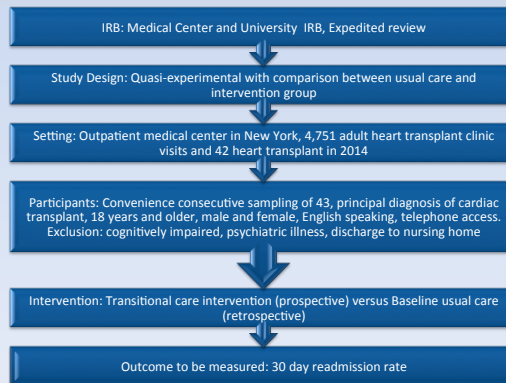 IRB: Medical Center and University IRB, Expedited review
Study Design: Quasi-experimental with comparison between usual care and
intervention group
Setting: Outpatient medical center in New York, 4,751 adult heart transplant clinic
visits and 42 heart transplant in 2014
Participants: Convenience consecutive sampling of 43, principal diagnosis of cardiac
transplant, 18 years and older, male and female, English speaking, telephone access.
Exclusion: cognitively impaired, psychiatric illness, discharge to nursing home
Intervention: Transitional care intervention (prospective) versus Baseline usual care
(retrospective)
Outcome to be measured: 30 day readmission rate